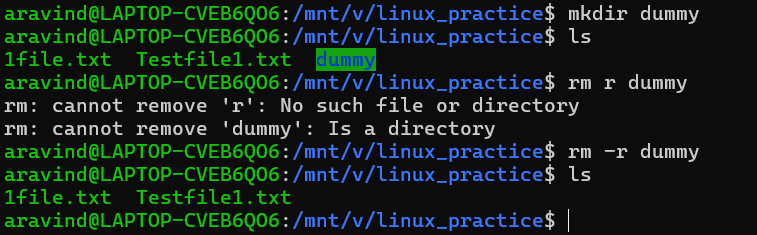 aravind@LAPTOP-CVEB6QO6:/mnt/v/linux_practice$ mkdir dummy
aravind@LAPTOP-CVEB6QO6:/mnt/v/linux_practice$ ls
1file.txt  Testfile1.txt  dummy
aravind@LAPTOP-CVEB6QO6:/mnt/v/linux_practice$ rm r dummy
rm: cannot remove 'r': No such file or directory
rm: cannot remove 'dummy': Is a directory
aravind@LAPTOP-CVEB6QO6:/mnt/v/linux_practice$ rm -r dummy
aravind@LAPTOP-CVEB6QO6:/mnt/v/linux_practice$ ls
1file.txt  Testfile1.txt
aravind@LAPTOP-CVEB6QO6:/mnt/v/linux_practice$